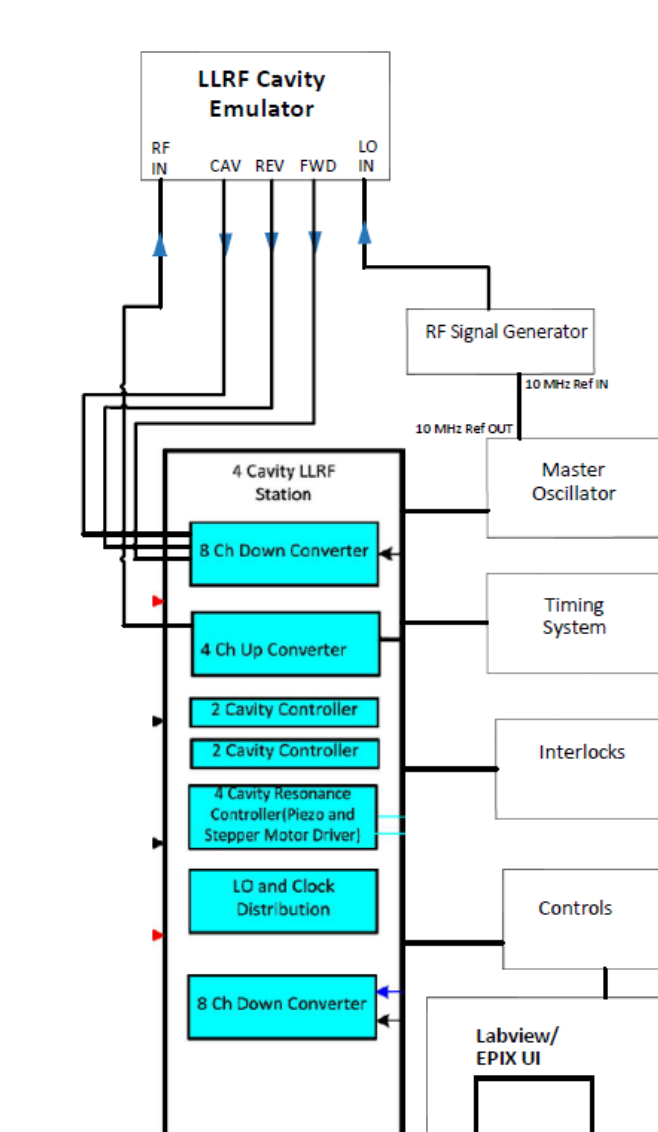 LLRF Cavity
Emulator
RF
IN
CAV
REV
FWD
LO
IN
RF Signal Generator
10 MHz Ref IN
10 MHz Ref OUT
Master
Oscillator
4 Cavity LLRF
Station
8 Ch Down Converter
Timing
System
4 Ch Up Converter
2 Cavity Controller
2 Cavity Controller
Interlocks
4 Cavity Resonance
Controller(Piezo and
Stepper Motor Driver)
LO and Clock
Distribution
Controls
8 Ch Down Converter
Labview/
EPIX UI